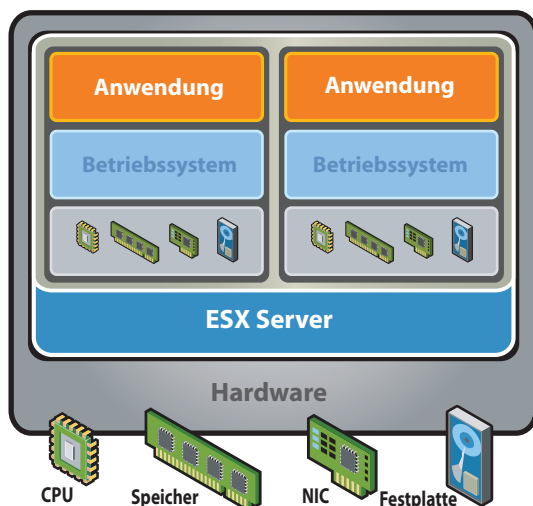 Anwendung
Anwendung
Betriebssystem
Betriebssystem
ESX Server
Hardware
CPU
Speicher
NIC
Festplatte